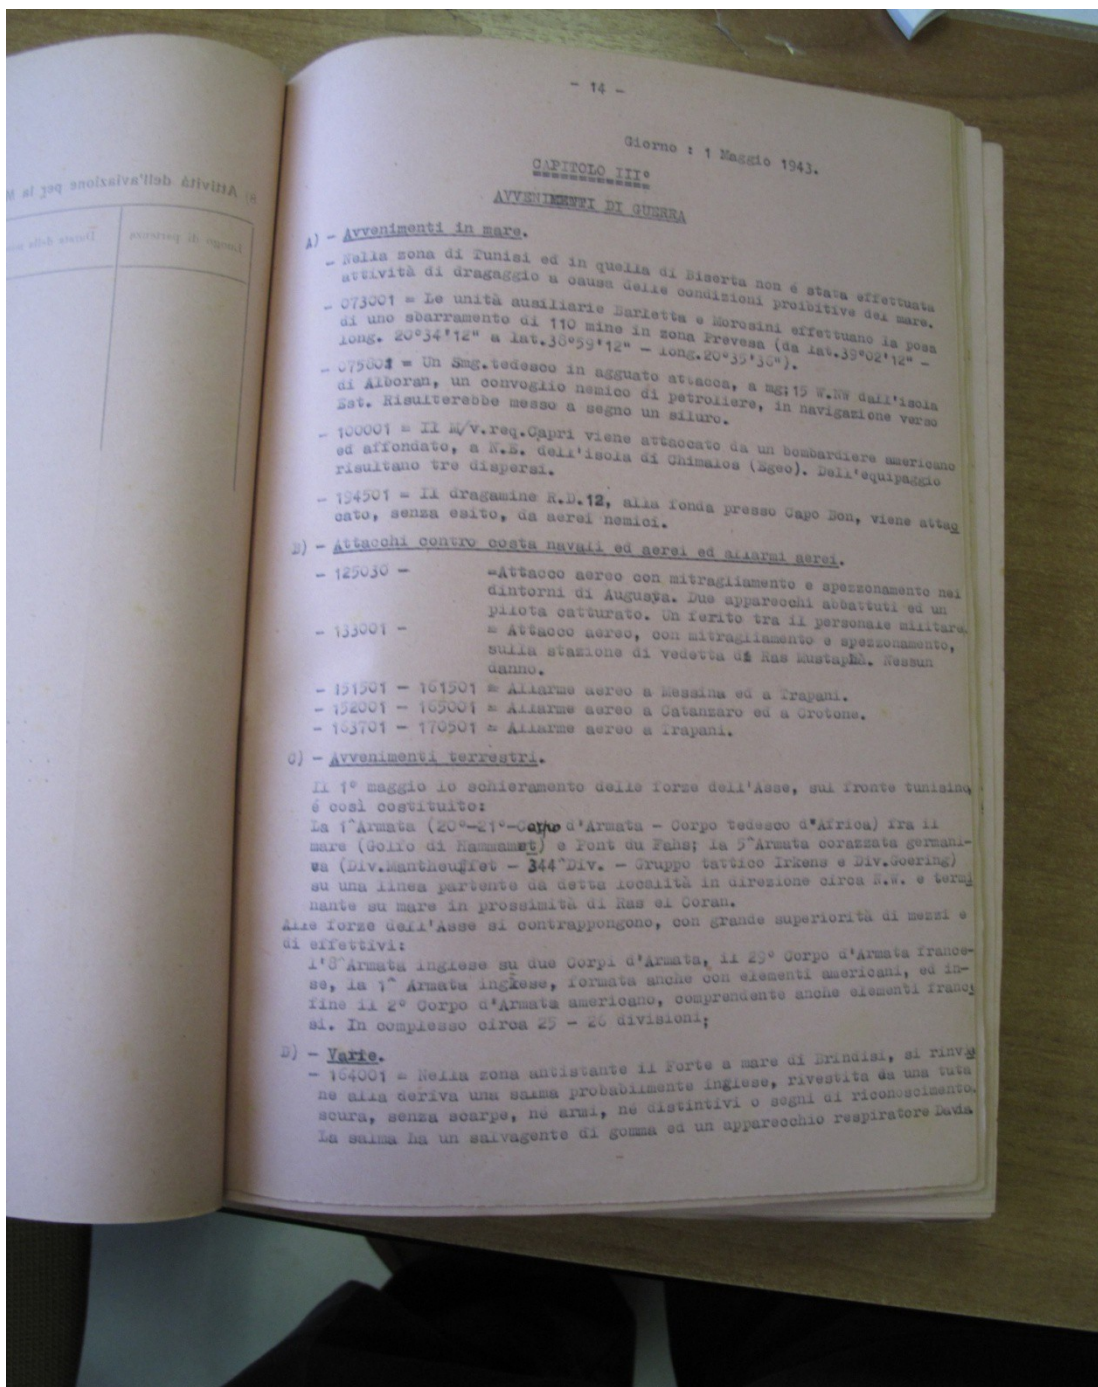 - 14 -
Giorno : 1 Maggio 1943.
CAPITOLO III°
AVVENIMENTI DI GUERRA
A) - Avvenimenti in mare.
- Nella zona di Tunisi ed in quella di Biserta non é stata effettuata
attività di dragaggio a causa delle condizioni proibitive del mare.
- 073001 = Le unità ausiliarie Barletta e Morosini effettuano la posa
di uno sbarramento di 110 mine in zona Prevesa (da lat.39°02'12" -
long. 20°34'12" a lat.38°59'12" - long.20°35'36").
- 075801 = Un Smg.tedesco in agguato attacca, a mg:15 W.NW dall'isola
di Alboran, un convoglio nemico di petroliere, in navigazione verso
Est. Risulterebbe messo a segno un siluro.
- 100001 = Il M/v.req.Capri viene attaccato da un bombardiere americano
ed affondato, a N.E. dell'isola di Chimalos (Egeo). Dell'equipaggio
risultano tre dispersi.
- 194501 = Il dragamine R.D.12, alla fonda presso Capo Bon, viene attac
cato, senza esito, da aerei nemici.
B) - Attacchi contro costa navali ed aerei ed allarmi aerei.
- 125030 - =Attacco aereo con mitragliamento e spezzonamento nei
dintorni di Augusta. Due apparecchi abbattuti ed un
pilota catturato. Un ferito tra il personale militare.
- 133001 - = Attacco aereo, con mitragliamento e spezzonamento,
sulla stazione di vedetta di Ras Mustaphà. Nessun
danno.
- 151501 - 161501 = Allarme aereo a Messina ed a Trapani.
- 152001 - 165001 = Allarme aereo a Catanzaro ed a Crotone.
- 163701 - 170501 = Allarme aereo a Trapani.
C) - Avvenimenti terrestri.
Il 1° maggio lo schieramento delle forze dell'Asse, sul fronte tunisino,
é così costituito:
La 1^Armata (20°-21°-Corpo d'Armata - Corpo tedesco d'Africa) fra il
mare (Golfo di Hammamet) e Pont du Fahs; la 5^Armata corazzata germani-
ca (Div.Mantheuffet - 344^Div. - Gruppo tattico Irkens e Div.Goering)
su una linea partente da detta località in direzione circa N.W. e termi
nante su mare in prossimità di Ras el Coran.
Alle forze dell'Asse si contrappongono, con grande superiorità di mezzi e
di effettivi:
l'8^Armata inglese su due Corpi d'Armata, il 29° Corpo d'Armata france-
se, la 1^ Armata inglese, formata anche con elementi americani, ed in-
fine il 2° Corpo d'Armata americano, comprendente anche elementi france
si. In complesso circa 25 - 26 divisioni;
D) - Varie.
- 164001 = Nella zona antistante il Forte a mare di Brindisi, si rinvie
ne alla deriva una salma probabilmente inglese, rivestita da una tuta
scura, senza scarpe, né armi, né distintivi o segni di riconoscimento.
La salma ha un salvagente di gomma ed un apparecchio respiratore Davis